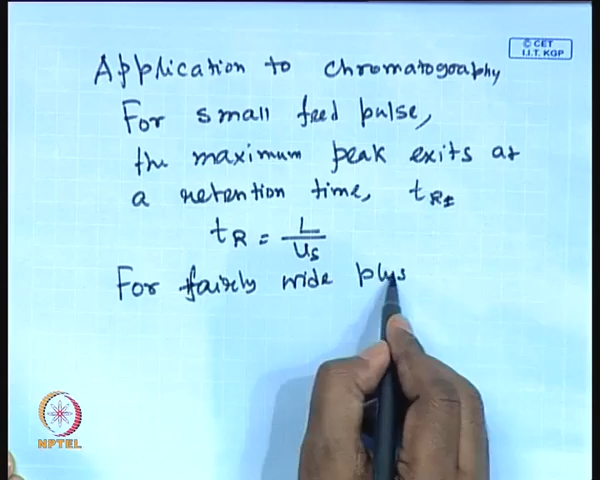 © CET
I.I.T. KGP
Application to chromatography
For small feed pulse,
the maximum peak exits at
a retention time, tR
tR = L/us
For fairly wide plus
NPTEL